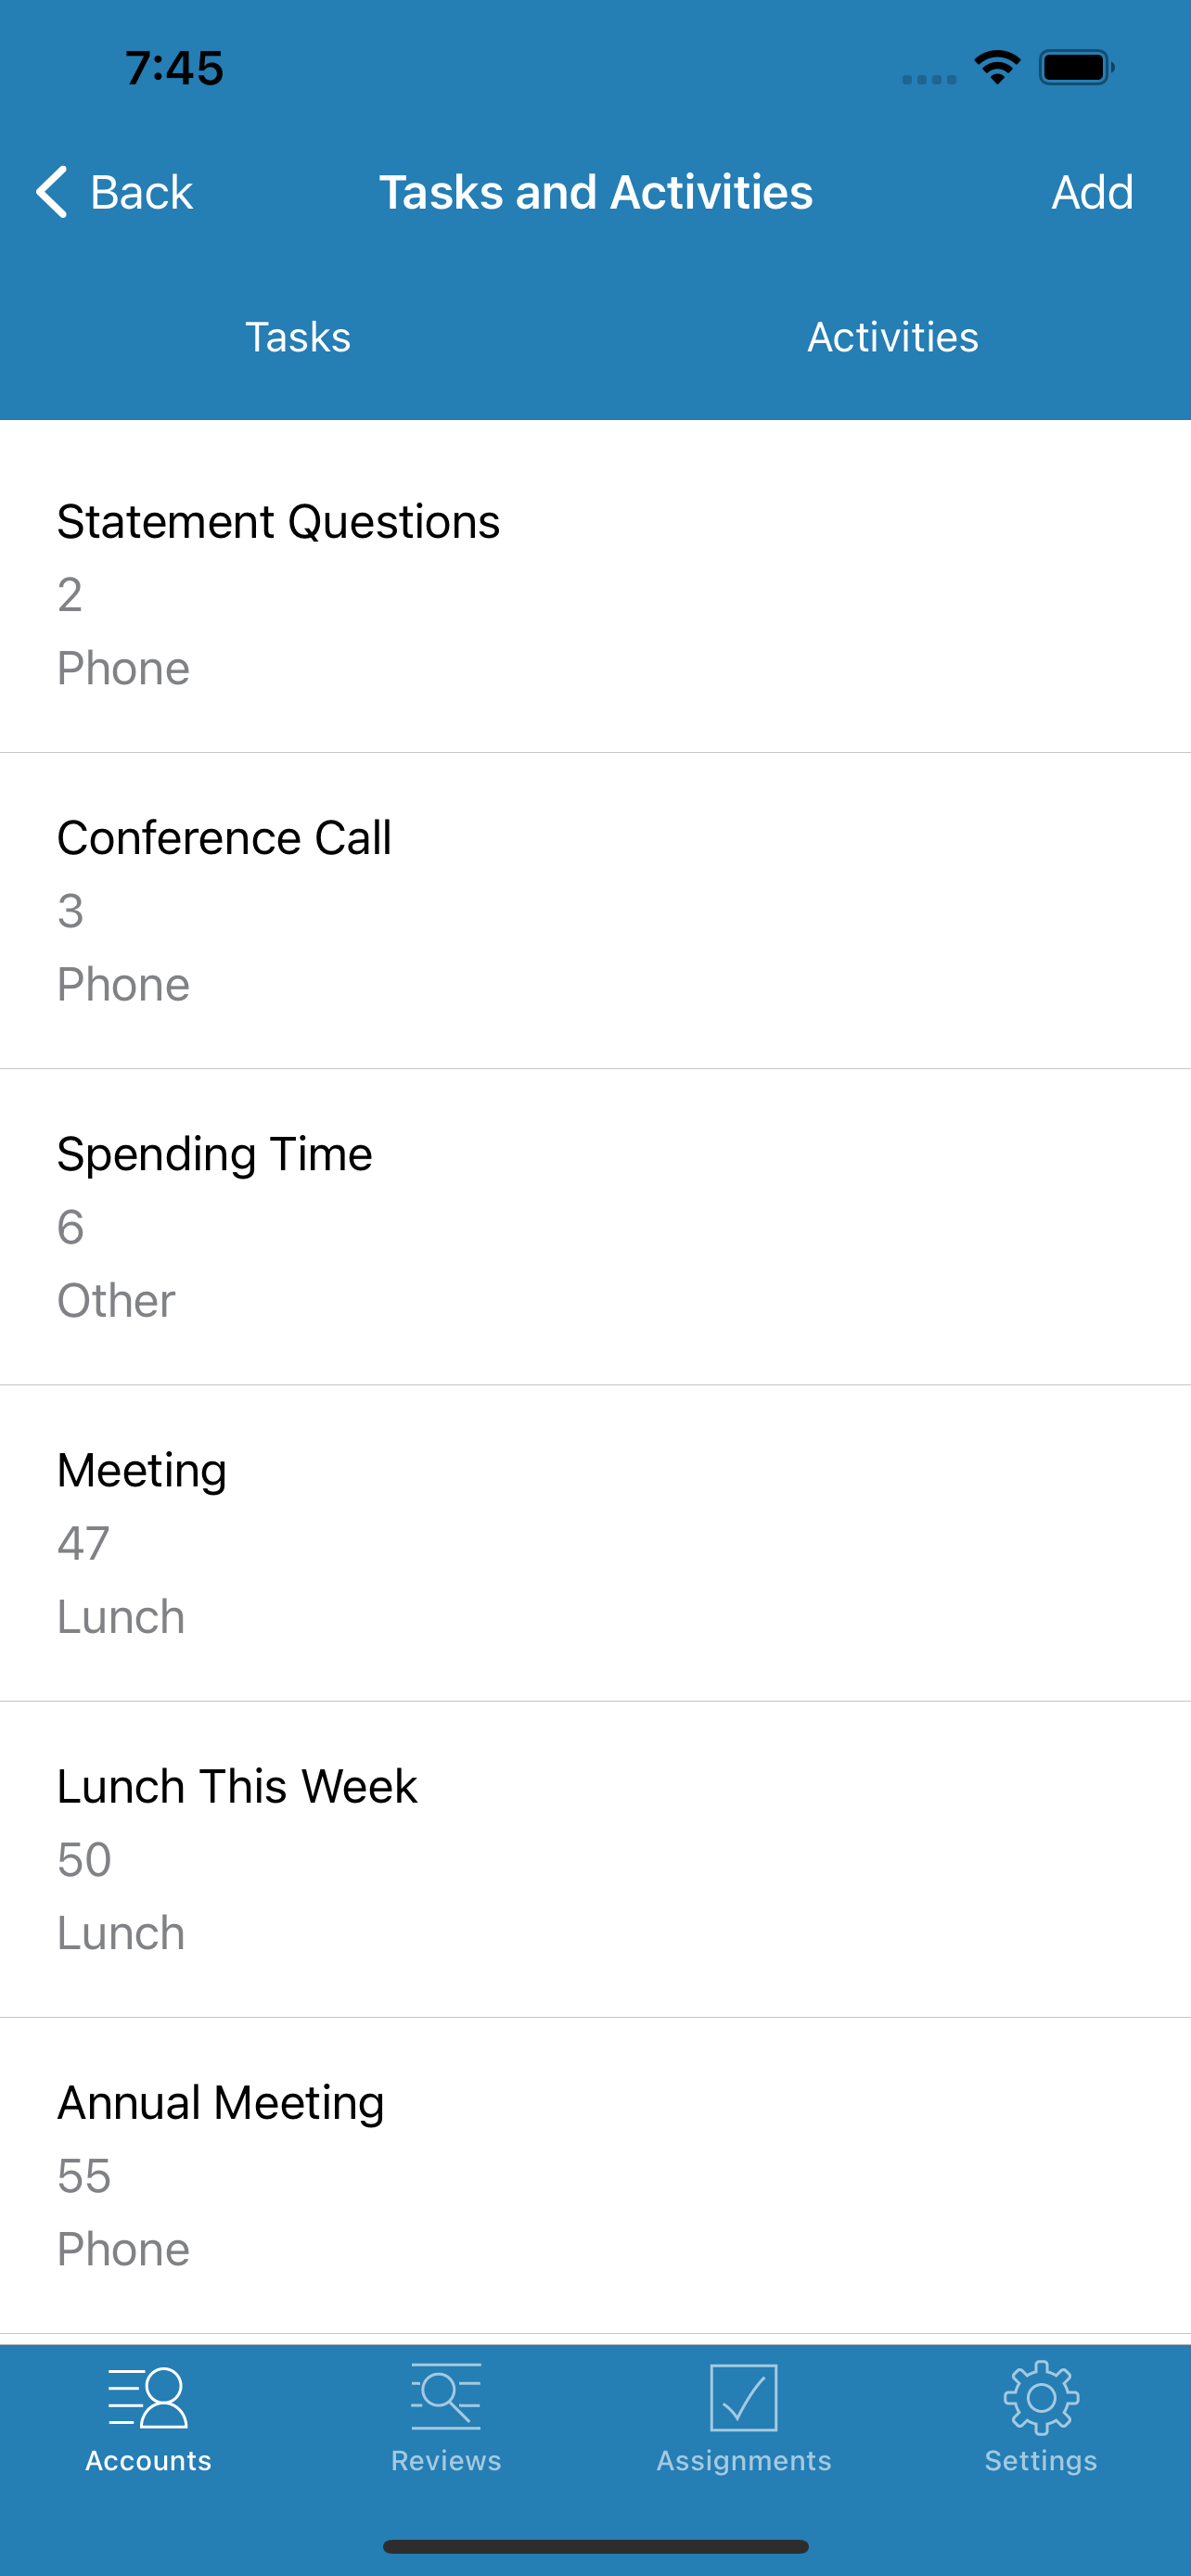 7:45
Back Tasks and Activities Add
Tasks Activities
Statement Questions
2
Phone
Conference Call
3
Phone
Spending Time
6
Other
Meeting
47
Lunch
Lunch This Week
50
Lunch
Annual Meeting
55
Phone
Accounts Reviews Assignments Settings